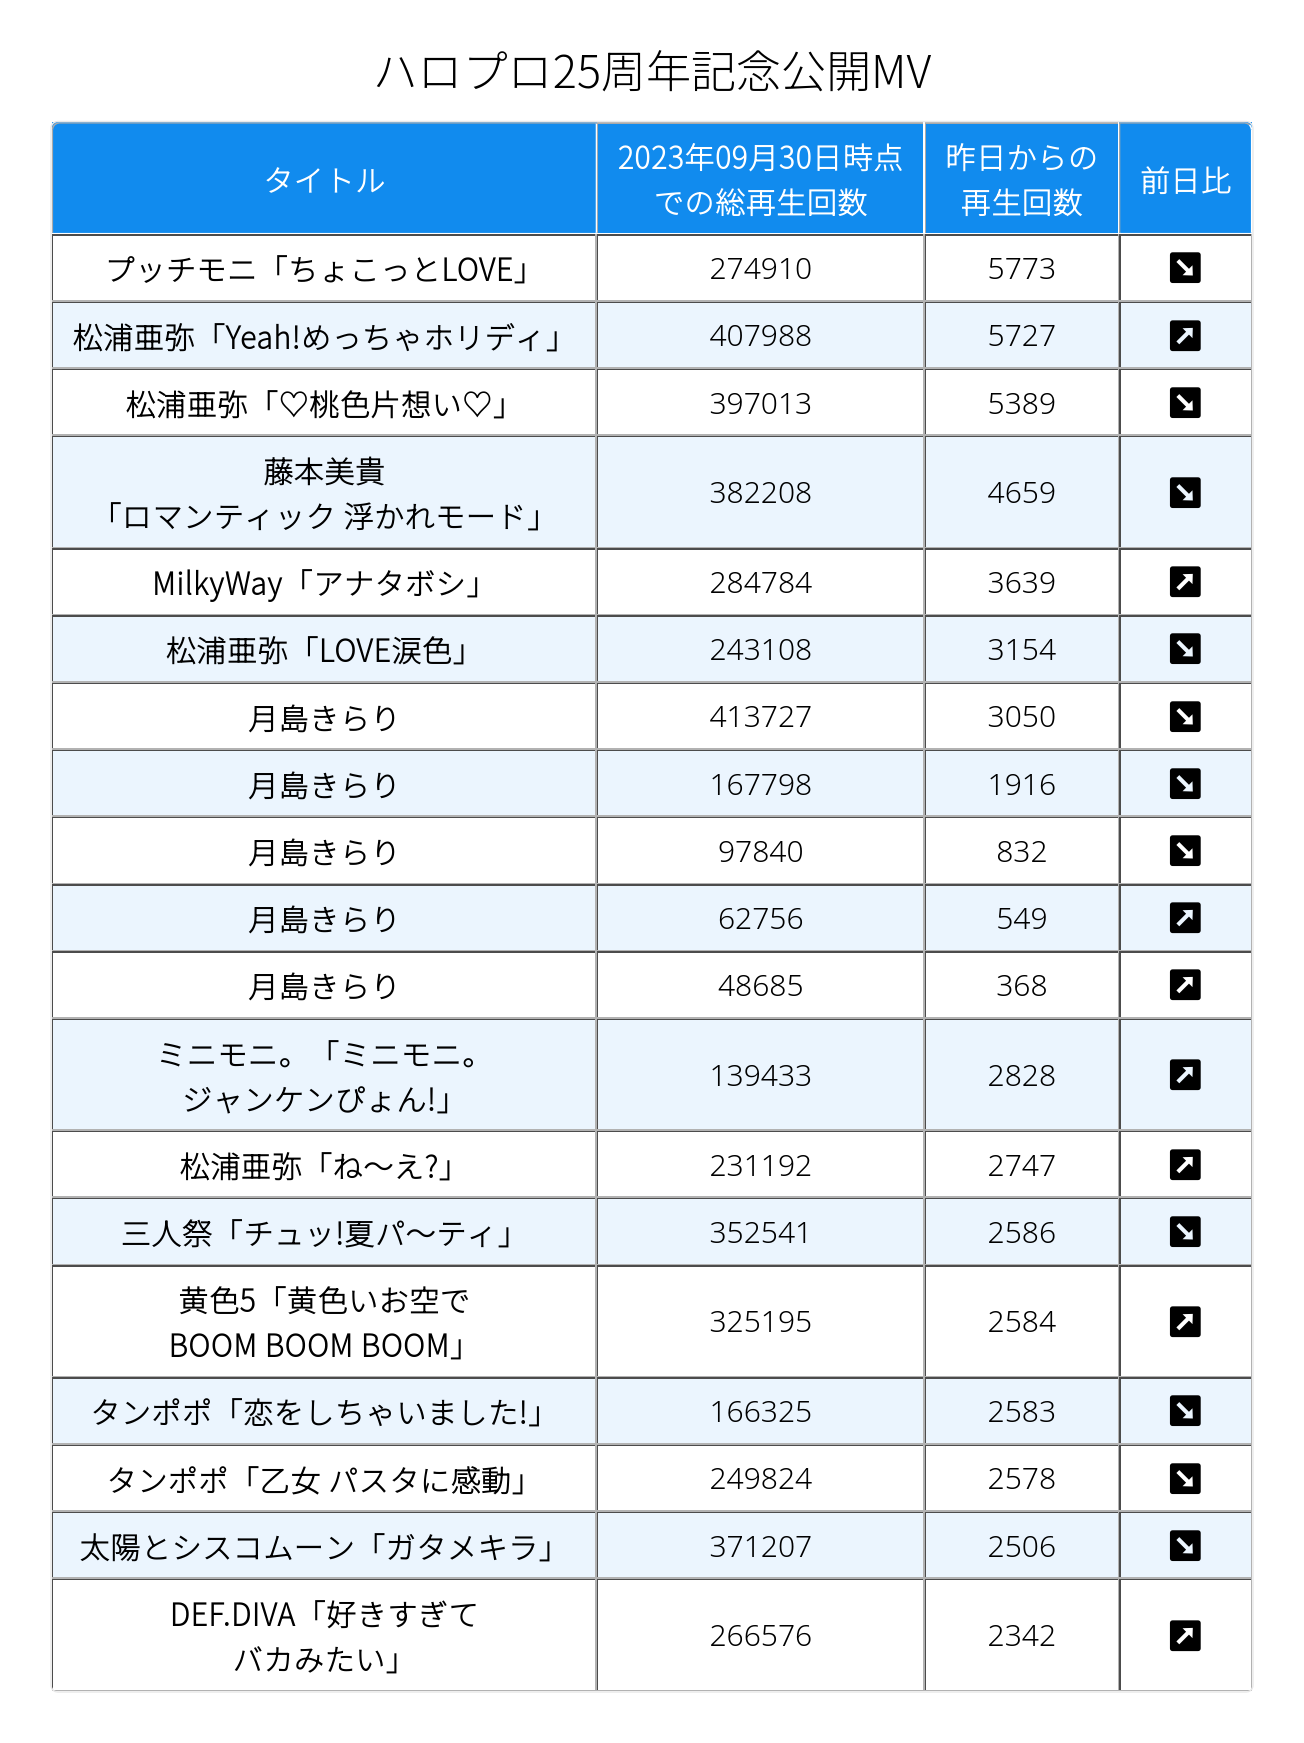 ハロプロ25周年記念公開MV
タイトル 2023年09月30日時点 昨日からの 前日比
での総再生回数 再生回数
プッチモニ「ちょこっとLOVE」 274910 5773 ↘
松浦亜弥「Yeah!めっちゃホリディ」 407988 5727 ↗
松浦亜弥「♡桃色片想い♡」 397013 5389 ↘
藤本美貴
「ロマンティック 浮かれモード」 382208 4659 ↘
MilkyWay「アナタボシ」 284784 3639 ↗
松浦亜弥「LOVE涙色」 243108 3154 ↘
月島きらり 413727 3050 ↘
月島きらり 167798 1916 ↘
月島きらり 97840 832 ↘
月島きらり 62756 549 ↗
月島きらり 48685 368 ↗
ミニモニ。「ミニモニ。
ジャンケンぴょん!」 139433 2828 ↗
松浦亜弥「ね〜え?」 231192 2747 ↗
三人祭「チュッ!夏パ〜ティ」 352541 2586 ↘
黄色5「黄色いお空で
BOOM BOOM BOOM」 325195 2584 ↗
タンポポ「恋をしちゃいました!」 166325 2583 ↘
タンポポ「乙女 パスタに感動」 249824 2578 ↘
太陽とシスコムーン「ガタメキラ」 371207 2506 ↘
DEF.DIVA「好きすぎて
バカみたい」 266576 2342 ↗